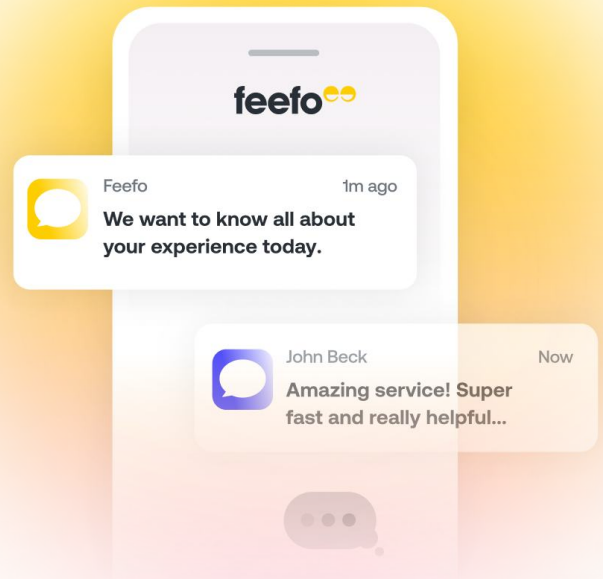 feefo
Feefo 1m ago
We want to know all about
your experience today.
John Beck Now
Amazing service! Super
fast and really helpful...